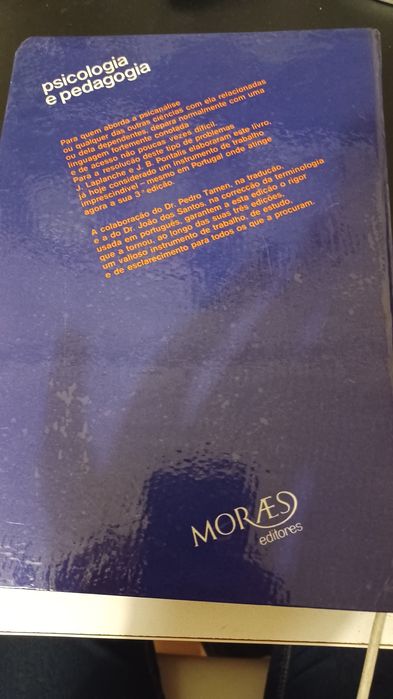 psicologia
e pedagogia
Para quem aborda a psicanálise
ou qualquer das outras ciências com ela relacionadas
ou dela dependentes, depara normalmente com uma
linguagem fortemente conotada
e de acesso não poucas vezes difícil.
Para a resolução deste tipo de problemas
J. Laplanche e J. B. Pontalis elaboraram este livro,
já hoje considerado um instrumento de trabalho
imprescindível — mesmo em Portugal onde atinge
agora a sua 3ª edição.
A colaboração do Dr. Pedro Tamen, na tradução,
e a do Dr. João dos Santos, na correcção da terminologia
usada em português, garantem a esta edição o rigor
que a tornou, ao longo das suas três edições,
um valioso instrumento de trabalho, de estudo,
e de esclarecimento para todos os que a procuram.
MORÆS
editores